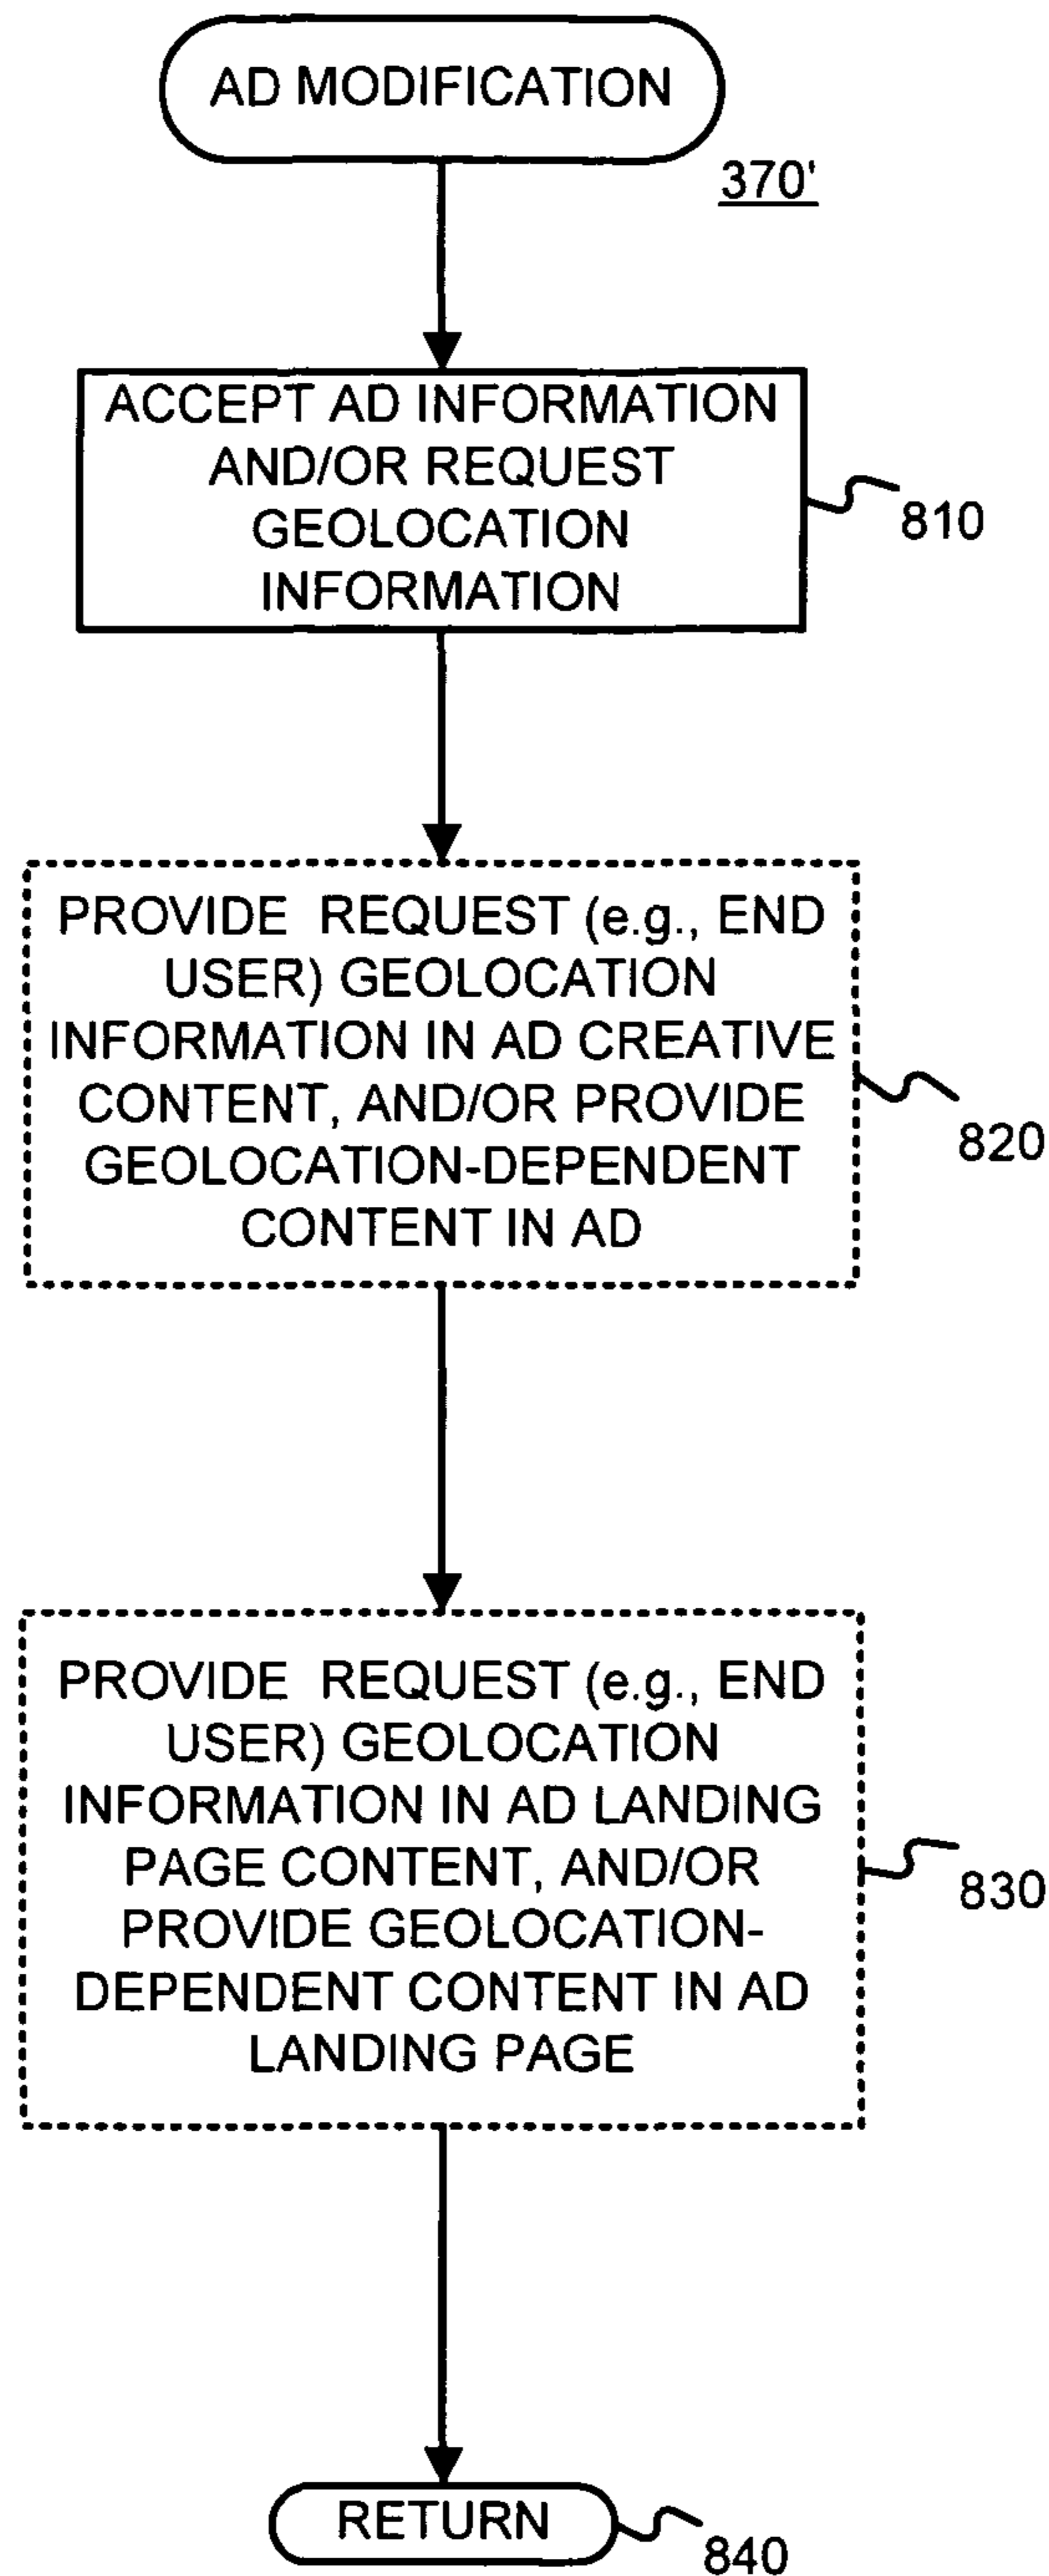 AD MODIFICATION
370'
ACCEPT AD INFORMATION
AND/OR REQUEST
GEOLOCATION
INFORMATION
810
PROVIDE REQUEST (e.g., END
USER) GEOLOCATION
INFORMATION IN AD CREATIVE
CONTENT, AND/OR PROVIDE
GEOLOCATION-DEPENDENT
CONTENT IN AD
820
PROVIDE REQUEST (e.g., END
USER) GEOLOCATION
INFORMATION IN AD LANDING
PAGE CONTENT, AND/OR
PROVIDE GEOLOCATION-
DEPENDENT CONTENT IN AD
LANDING PAGE
830
RETURN
840